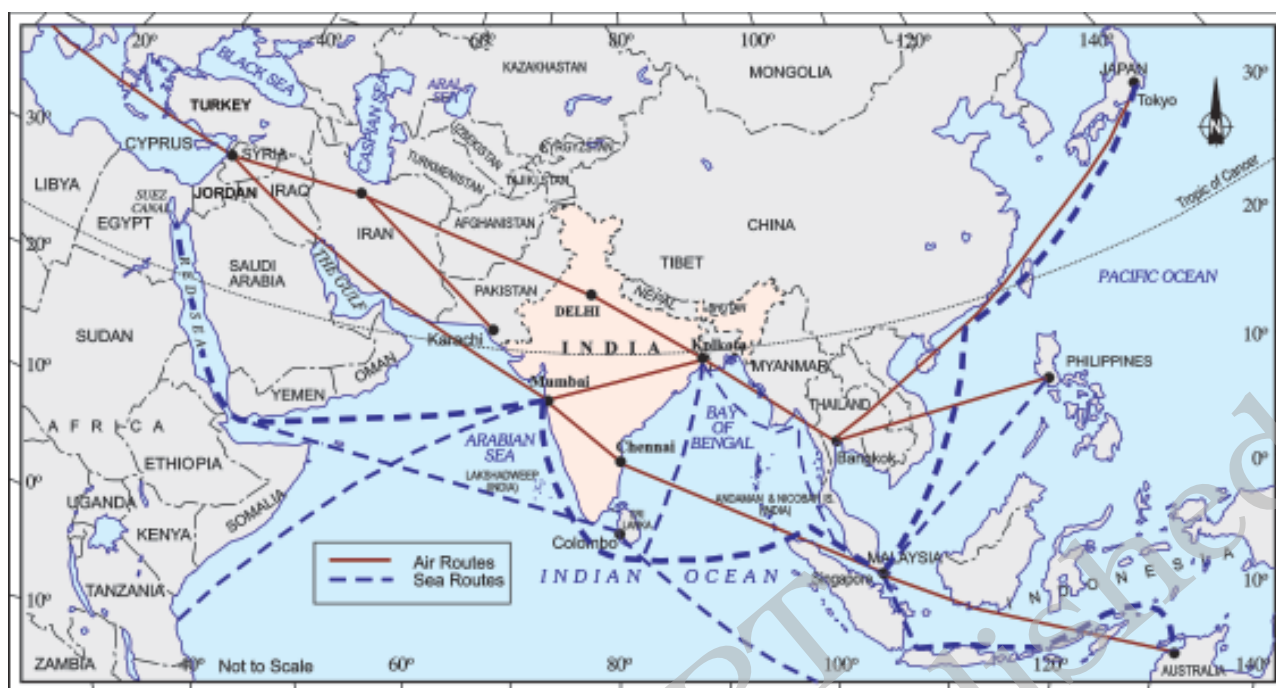 20° 40° 60° 80° 100° 120° 140°
BLACK SEA
KAZAKHSTAN
MONGOLIA
JAPAN
30°
ARAL SEA
Tokyo
TURKEY
CASHIAN SEA
N
30°
CYPRUS
SYRIA
UZBEKISTAN
KYRGYZSTAN
TURKMENISTAN
TAJIKISTAN
Tropic of Cancer
LIBYA
JORDAN
IRAQ
SUEZ CANAL
EGYPT
AFGHANISTAN
CHINA
20°
IRAN
20°
SAUDI ARABIA
THE GULF
TIBET
PACIFIC OCEAN
RED SEA
PAKISTAN
NEPAL
BHUTAN
DELHI
SUDAN
Karachi
INDIA
Kolkota
10°
10°
OMAN
MYANMAR
PHILIPPINES
YEMEN
Mumbai
THAILAND
AFRICA
ARABIAN SEA
Chennai
BAY OF BENGAL
Bangkok
0°
ETHIOPIA
LAKSHADWEEP (INDIA)
0°
UGANDA
SOMALIA
ANDAMAN & NICOBAR IS. (INDIA)
KENYA
SRI LANKA
Colombo
MALAYSIA
Air Routes
Sea Routes
INDIAN OCEAN
Singapore
INDONESIA
10°
TANZANIA
10°
ZAMBIA
40°
Not to Scale
60° 80° 100° 120°
AUSTRALIA
140°